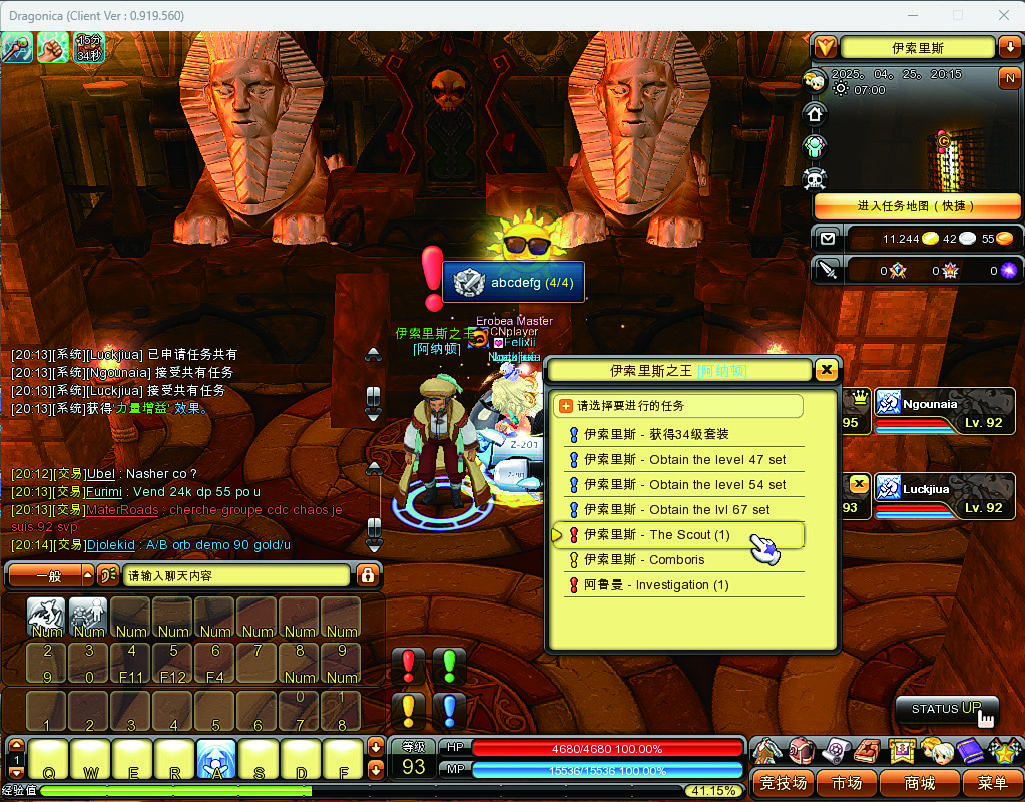 Dragonica (Client Ver : 0.919.560)
15分
34秒
伊索里斯
N
2025。 04。 25。 20:15
07:00
进入任务地图 ( 快捷 )
11.244 42 55
0 0 0
abcdefg (4/4)
Erobea Master
CNplayer
Felixii
伊索里斯之王
[阿纳顿]
Z-201
[20:13][系统][Luckjiua] 已申请任务共有
[20:13][系统][Ngounaia] 接受共有任务
[20:13][系统][Luckjiua] 接受共有任务
[20:13][系统]获得'力量增益' 效果。
[20:12][交易]Ubel : Nasher co ?
[20:13][交易]Furimi : Vend 24k dp 55 po u
[20:13][交易]MaterRoads : cherche groupe cdc chaos je
suis 92 svp
[20:14][交易]Djolekid : A/B orb demo 90 gold/u
一般
请输入聊天内容
伊索里斯之王 [阿纳顿]
请选择要进行的任务
伊索里斯 - 获得34级套装
伊索里斯 - Obtain the level 47 set
伊索里斯 - Obtain the level 54 set
伊索里斯 - Obtain the lvl 67 set
伊索里斯 - The Scout (1)
伊索里斯 - Comboris
阿鲁曼 - Investigation (1)
95
Ngounaia
Lv. 92
93
Luckjiua
Lv. 92
Num Num Num Num Num Num Num Num
2 3 4 5 6 7 8 9
9 0 F11 F12 F4 Num Num
0 1
1 2 3 4 5 6 7 8
STATUS UP
1
Q W E R A S D F
等级
93
HP
4680/4680 100.00%
MP
15536/15536 100.00%
竞技场 市场 商城 菜单
经验值
41.15%